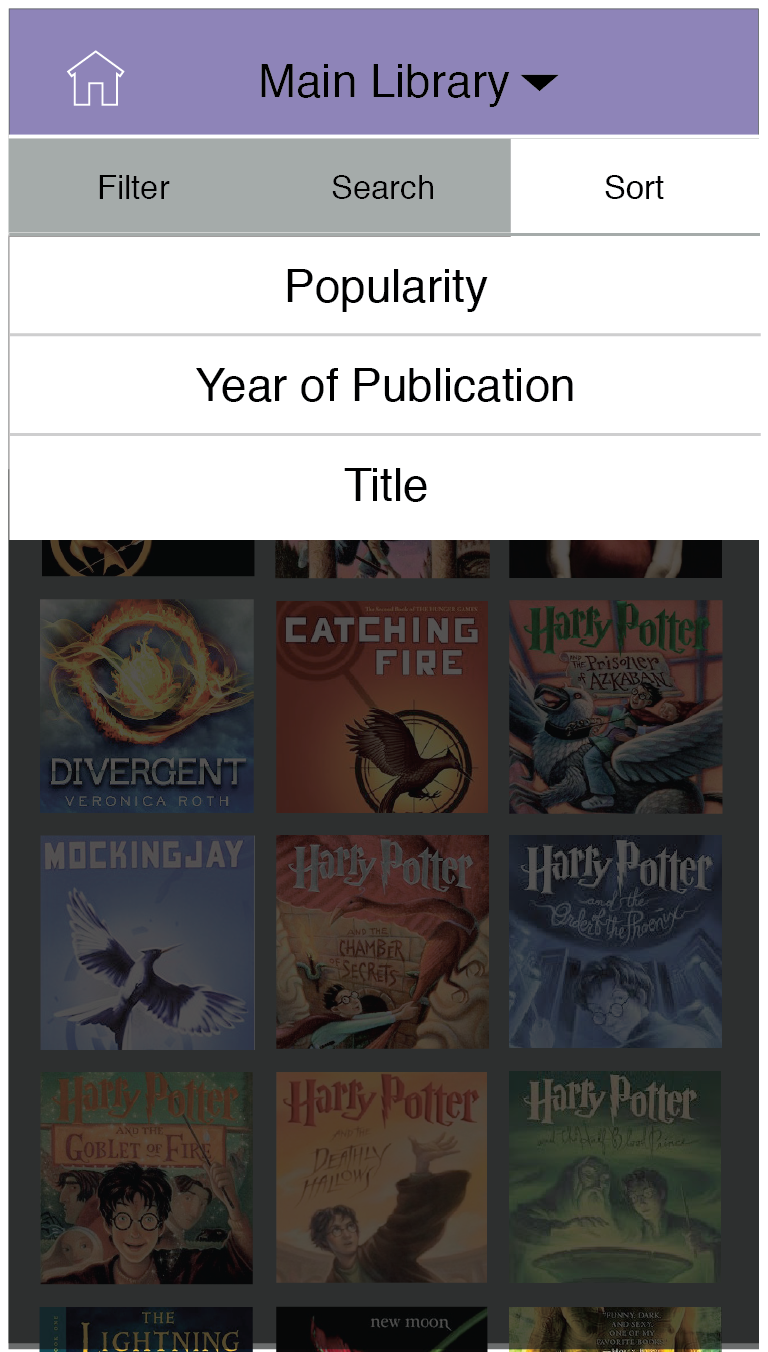 Main Library
Filter
Search
Sort
Popularity
Year of Publication
Title
DIVERGENT
VERONICA ROTH
The Second Book of THE HUNGER GAMES
CATCHING
FIRE
Harry Potter
AND THE
Prisoner
of AZKABAN
MOCKINGJAY
Harry Potter
AND THE
CHAMBER
OF
SECRETS
Harry Potter
and the
Order of the Phoenix
Harry Potter
AND THE
GOBLET OF FIRE
Harry Potter
AND THE
DEATHLY
HALLOWS
Harry Potter
and the Half-Blood Prince
THE
LIGHTNING
new moon
"FUNNY, DARK,
AND SEXY.
ONE OF MY
FAVORITE BOOKS."